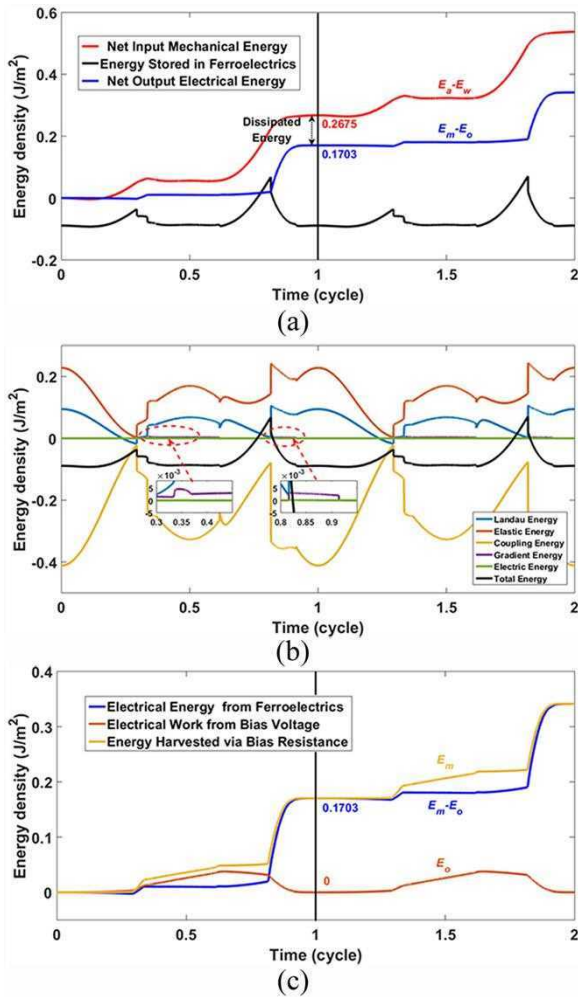 Energy density (J/m²)
0.6
0.4
0.2
0
-0.2
Net Input Mechanical Energy
Energy Stored in Ferroelectrics
Net Output Electrical Energy
Dissipated
Energy
0.2675
0.1703
Eₐ-E_w
Eₘ-Eₒ
0 0.5 1 1.5 2
Time (cycle)
(a)
Energy density (J/m²)
0.2
0
-0.2
-0.4
×10⁻³
5
0
-5
0.3 0.35 0.4
×10⁻³
5
0
-5
0.8 0.85 0.9
Landau Energy
Elastic Energy
Coupling Energy
Gradient Energy
Electric Energy
Total Energy
0 0.5 1 1.5 2
Time (cycle)
(b)
Energy density (J/m²)
0.4
0.3
0.2
0.1
0
Electrical Energy from Ferroelectrics
Electrical Work from Bias Voltage
Energy Harvested via Bias Resistance
Eₘ
0.1703
Eₘ-Eₒ
Eₒ
0
0 0.5 1 1.5 2
Time (cycle)
(c)